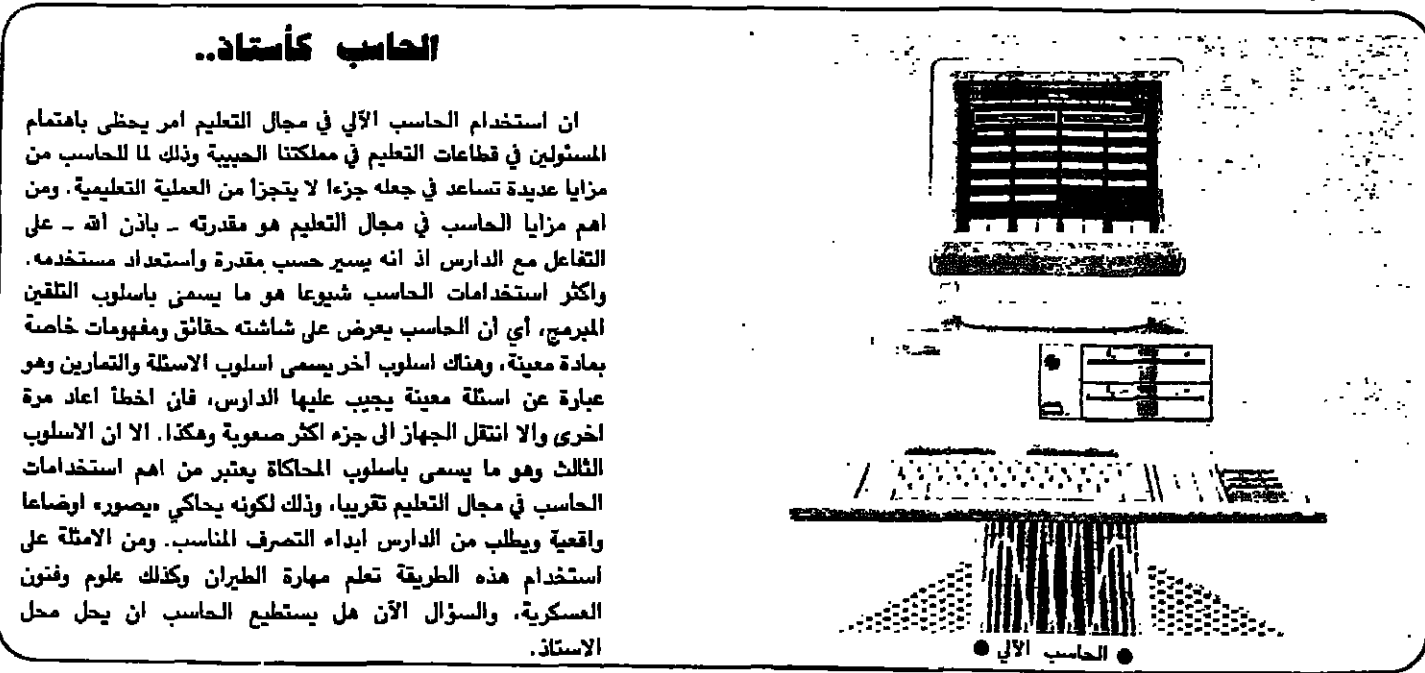 الحاسب كأستاذ..
ان استخدام الحاسب الآلي في مجال التعليم امر يحظى باهتمام
المسئولين في قطاعات التعليم في مملكتنا الحبيبة وذلك لما للحاسب من
مزايا عديدة تساعد في جعله جزءا لا يتجزأ من العملية التعليمية. ومن
اهم مزايا الحاسب في مجال التعليم هو مقدرته ـ باذن الله ـ على
التفاعل مع الدارس اذ انه يسير حسب مقدرة وأستعداد مستخدمه.
واكثر استخدامات الحاسب شيوعا هو ما يسمى باسلوب التلقين
المبرمج، أي أن الحاسب يعرض على شاشته حقائق ومفهومات خاصة
بمادة معينة، وهناك اسلوب آخر يسمى اسلوب الاسئلة والتمارين وهو
عبارة عن اسئلة معينة يجيب عليها الدارس، فان اخطأ اعاد مرة
اخرى والا انتقل الجهاز الى جزء اكثر صعوبة وهكذا. الا ان الاسلوب
الثالث وهو ما يسمى باسلوب المحاكاة يعتبر من اهم استخدامات
الحاسب في مجال التعليم تقريبا، وذلك لكونه يحاكي «يصور» اوضاعا
واقعية ويطلب من الدارس ابداء التصرف المناسب. ومن الامثلة على
استخدام هذه الطريقة تعلم مهارة الطيران وكذلك علوم وفنون
العسكرية، والسؤال الآن هل يستطيع الحاسب ان يحل محل
الاستاذ.
● الحاسب الآلي ●